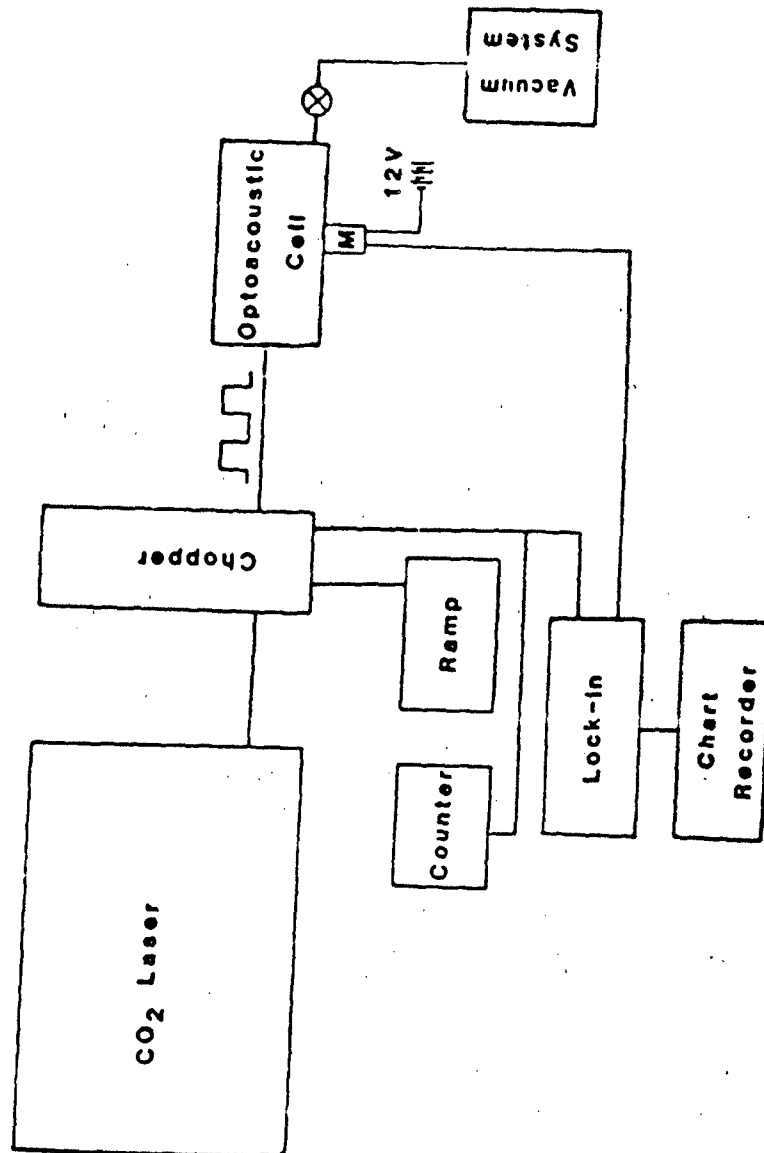 CO2 Laser
Chopper
Optoacoustic
Cell
M
12V
Vacuum
System
Ramp
Counter
Lock-in
Chart
Recorder